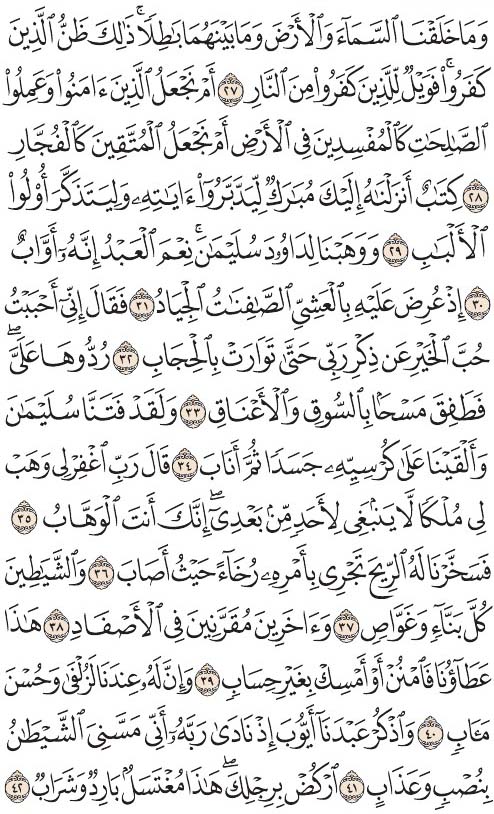 وَمَا خَلَقْنَا ٱلسَّمَآءَ وَٱلْأَرْضَ وَمَا بَيْنَهُمَا بَٰطِلًا ۚ ذَٰلِكَ ظَنُّ ٱلَّذِينَ
كَفَرُوا۟ ۚ فَوَيْلٌ لِّلَّذِينَ كَفَرُوا۟ مِنَ ٱلنَّارِ ٢٧ أَمْ نَجْعَلُ ٱلَّذِينَ ءَامَنُوا۟ وَعَمِلُوا۟
ٱلصَّٰلِحَٰتِ كَٱلْمُفْسِدِينَ فِى ٱلْأَرْضِ أَمْ نَجْعَلُ ٱلْمُتَّقِينَ كَٱلْفُجَّارِ
٢٨ كِتَٰبٌ أَنزَلْنَٰهُ إِلَيْكَ مُبَٰرَكٌ لِّيَدَّبَّرُوٓا۟ ءَايَٰتِهِۦ وَلِيَتَذَكَّرَ أُو۟لُوا۟
ٱلْأَلْبَٰبِ ٢٩ وَوَهَبْنَا لِدَاوُۥدَ سُلَيْمَٰنَ ۚ نِعْمَ ٱلْعَبْدُ ۖ إِنَّهُۥٓ أَوَّابٌ
٣٠ إِذْ عُرِضَ عَلَيْهِ بِٱلْعَشِىِّ ٱلصَّٰفِنَٰتُ ٱلْجِيَادُ ٣١ فَقَالَ إِنِّىٓ أَحْبَبْتُ
حُبَّ ٱلْخَيْرِ عَن ذِكْرِ رَبِّى حَتَّىٰ تَوَارَتْ بِٱلْحِجَابِ ٣٢ رُدُّوهَا عَلَىَّ ۖ
فَطَفِقَ مَسْحًۢا بِٱلسُّوقِ وَٱلْأَعْنَاقِ ٣٣ وَلَقَدْ فَتَنَّا سُلَيْمَٰنَ
وَأَلْقَيْنَا عَلَىٰ كُرْسِيِّهِۦ جَسَدًا ثُمَّ أَنَابَ ٣٤ قَالَ رَبِّ ٱغْفِرْ لِى وَهَبْ
لِى مُلْكًا لَّا يَنۢبَغِى لِأَحَدٍ مِّنۢ بَعْدِىٓ ۖ إِنَّكَ أَنتَ ٱلْوَهَّابُ ٣٥
فَسَخَّرْنَا لَهُ ٱلرِّيحَ تَجْرِى بِأَمْرِهِۦ رُخَآءً حَيْثُ أَصَابَ ٣٦ وَٱلشَّيَٰطِينَ
كُلَّ بَنَّآءٍ وَغَوَّاصٍ ٣٧ وَءَاخَرِينَ مُقَرَّنِينَ فِى ٱلْأَصْفَادِ ٣٨ هَٰذَا
عَطَآؤُنَا فَٱمْنُنْ أَوْ أَمْسِكْ بِغَيْرِ حِسَابٍ ٣٩ وَإِنَّ لَهُۥ عِندَنَا لَزُلْفَىٰ وَحُسْنَ
مَـَٔابٍ ٤٠ وَٱذْكُرْ عَبْدَنَآ أَيُّوبَ إِذْ نَادَىٰ رَبَّهُۥٓ أَنِّى مَسَّنِىَ ٱلشَّيْطَٰنُ
بِنُصْبٍ وَعَذَابٍ ٤١ ٱرْكُضْ بِرِجْلِكَ ۖ هَٰذَا مُغْتَسَلٌۢ بَارِدٌ وَشَرَابٌ ٤٢